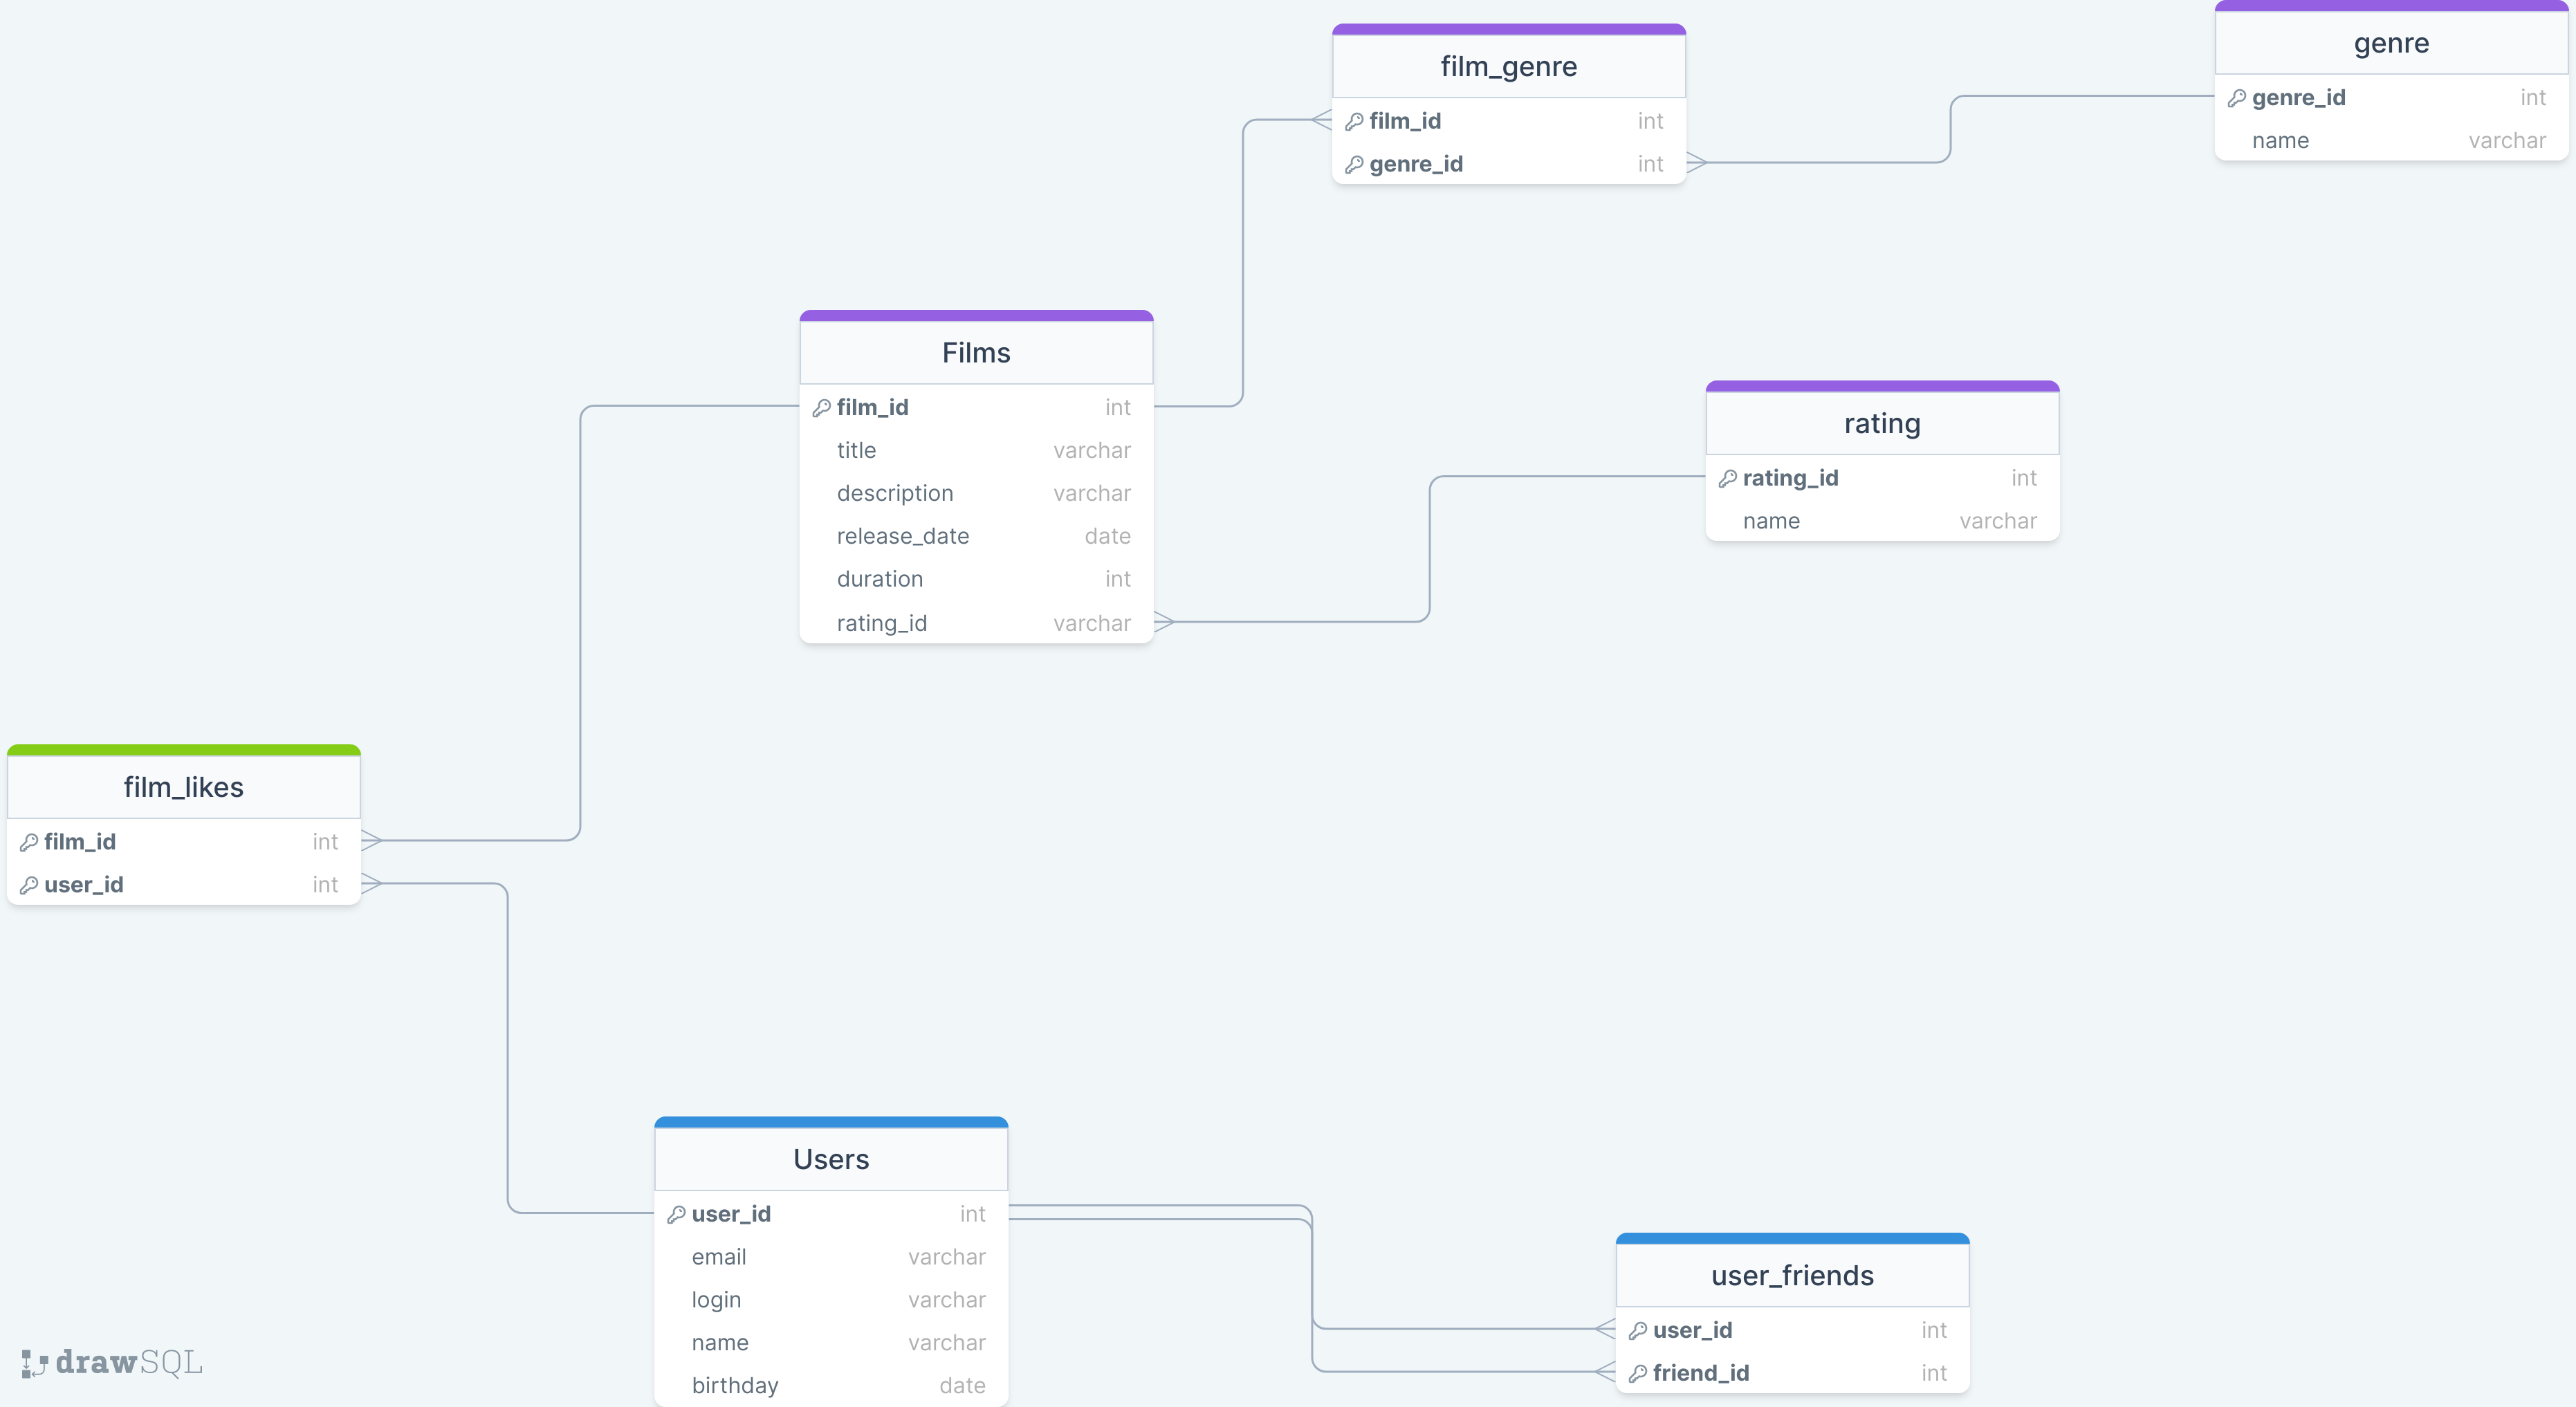 genre
genre_id int
name varchar
film_genre
film_id int
genre_id int
Films
film_id int
title varchar
description varchar
release_date date
duration int
rating_id varchar
rating
rating_id int
name varchar
film_likes
film_id int
user_id int
Users
user_id int
email varchar
login varchar
name varchar
birthday date
user_friends
user_id int
friend_id int
drawSQL